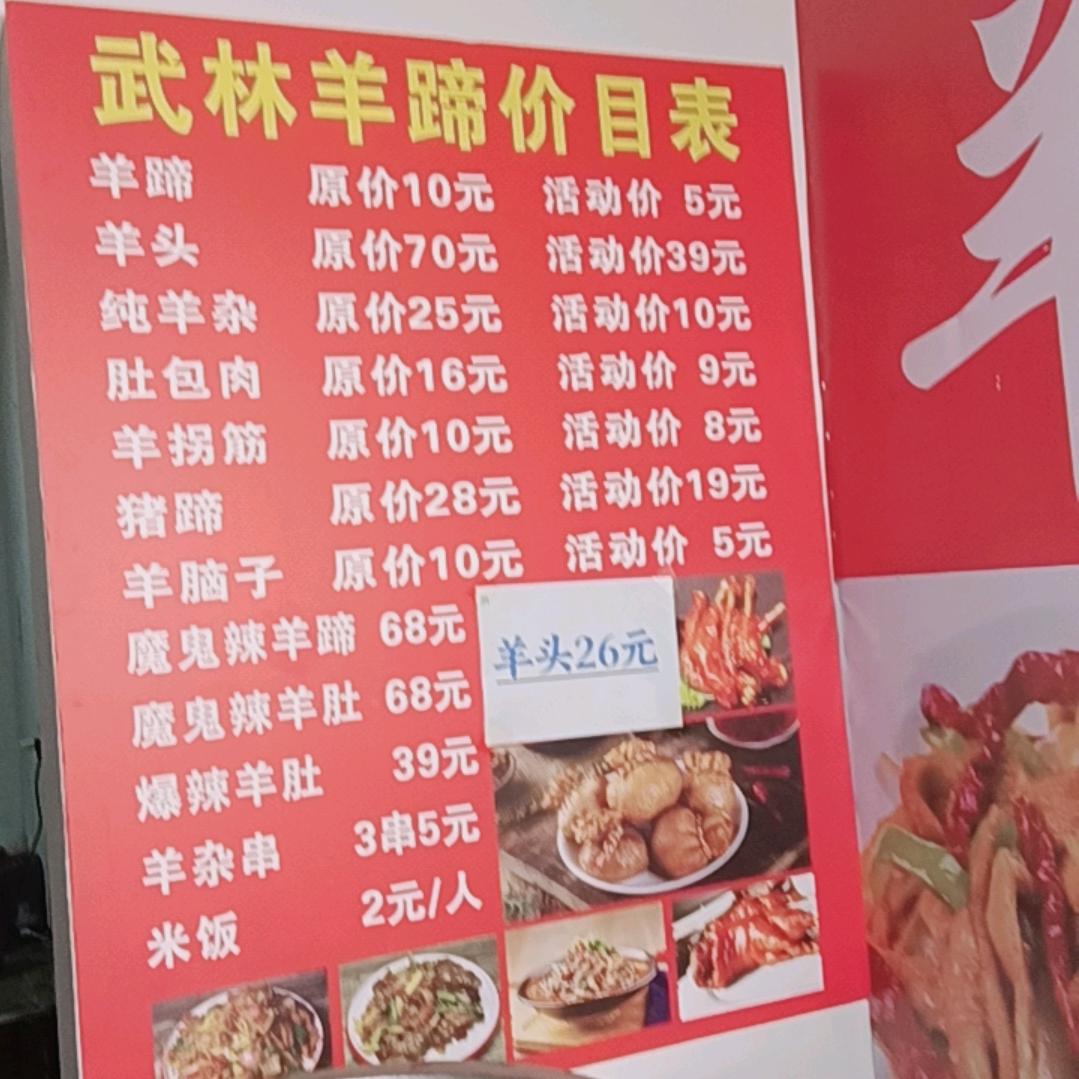 武林羊蹄价目表
羊蹄 原价10元 活动价 5元
羊头 原价70元 活动价39元
纯羊杂 原价25元 活动价10元
肚包肉 原价16元 活动价 9元
羊拐筋 原价10元 活动价 8元
猪蹄 原价28元 活动价19元
羊脑子 原价10元 活动价 5元
魔鬼辣羊蹄 68元
羊头26元
魔鬼辣羊肚 68元
爆辣羊肚 39元
羊杂串 3串5元
米饭 2元/人